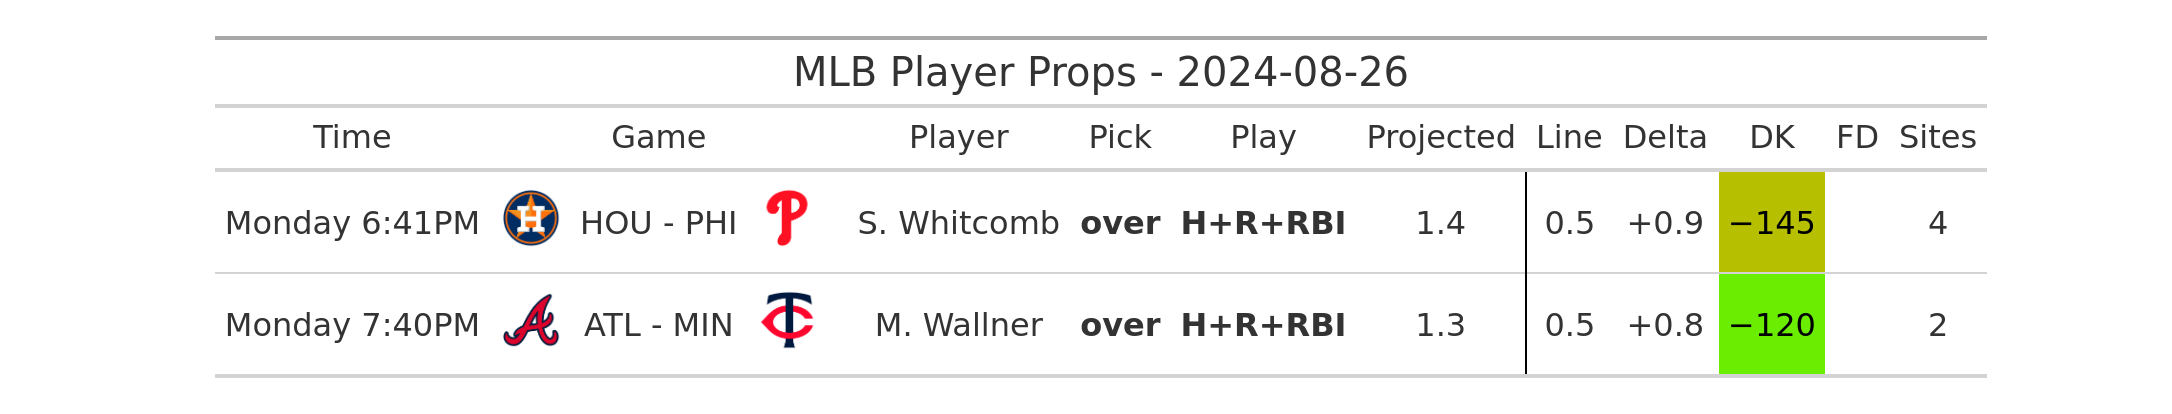 MLB Player Props - 2024-08-26
Time Game Player Pick Play Projected Line Delta DK FD Sites
Monday 6:41PM H HOU - PHI P S. Whitcomb over H+R+RBI 1.4 0.5 +0.9 −145 4
Monday 7:40PM A ATL - MIN TC M. Wallner over H+R+RBI 1.3 0.5 +0.8 −120 2